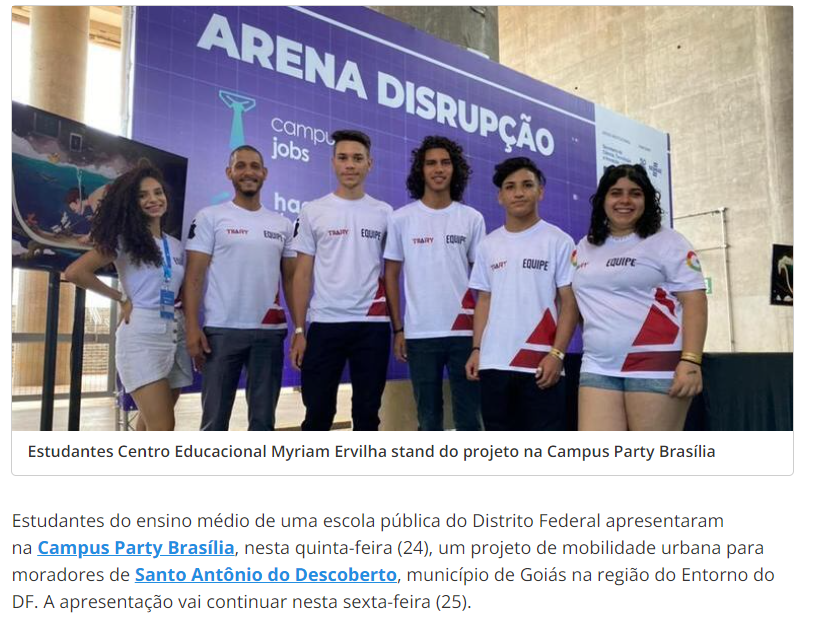 ARENA DISRUPÇÃO
campus
jobs
TBART EQUIPE
EQUIPE
EQUIPE
EQUIPE
EQUIPE
Estudantes Centro Educacional Myriam Ervilha stand do projeto na Campus Party Brasília
Estudantes do ensino médio de uma escola pública do Distrito Federal apresentaram
na Campus Party Brasília, nesta quinta-feira (24), um projeto de mobilidade urbana para
moradores de Santo Antônio do Descoberto, município de Goiás na região do Entorno do
DF. A apresentação vai continuar nesta sexta-feira (25).